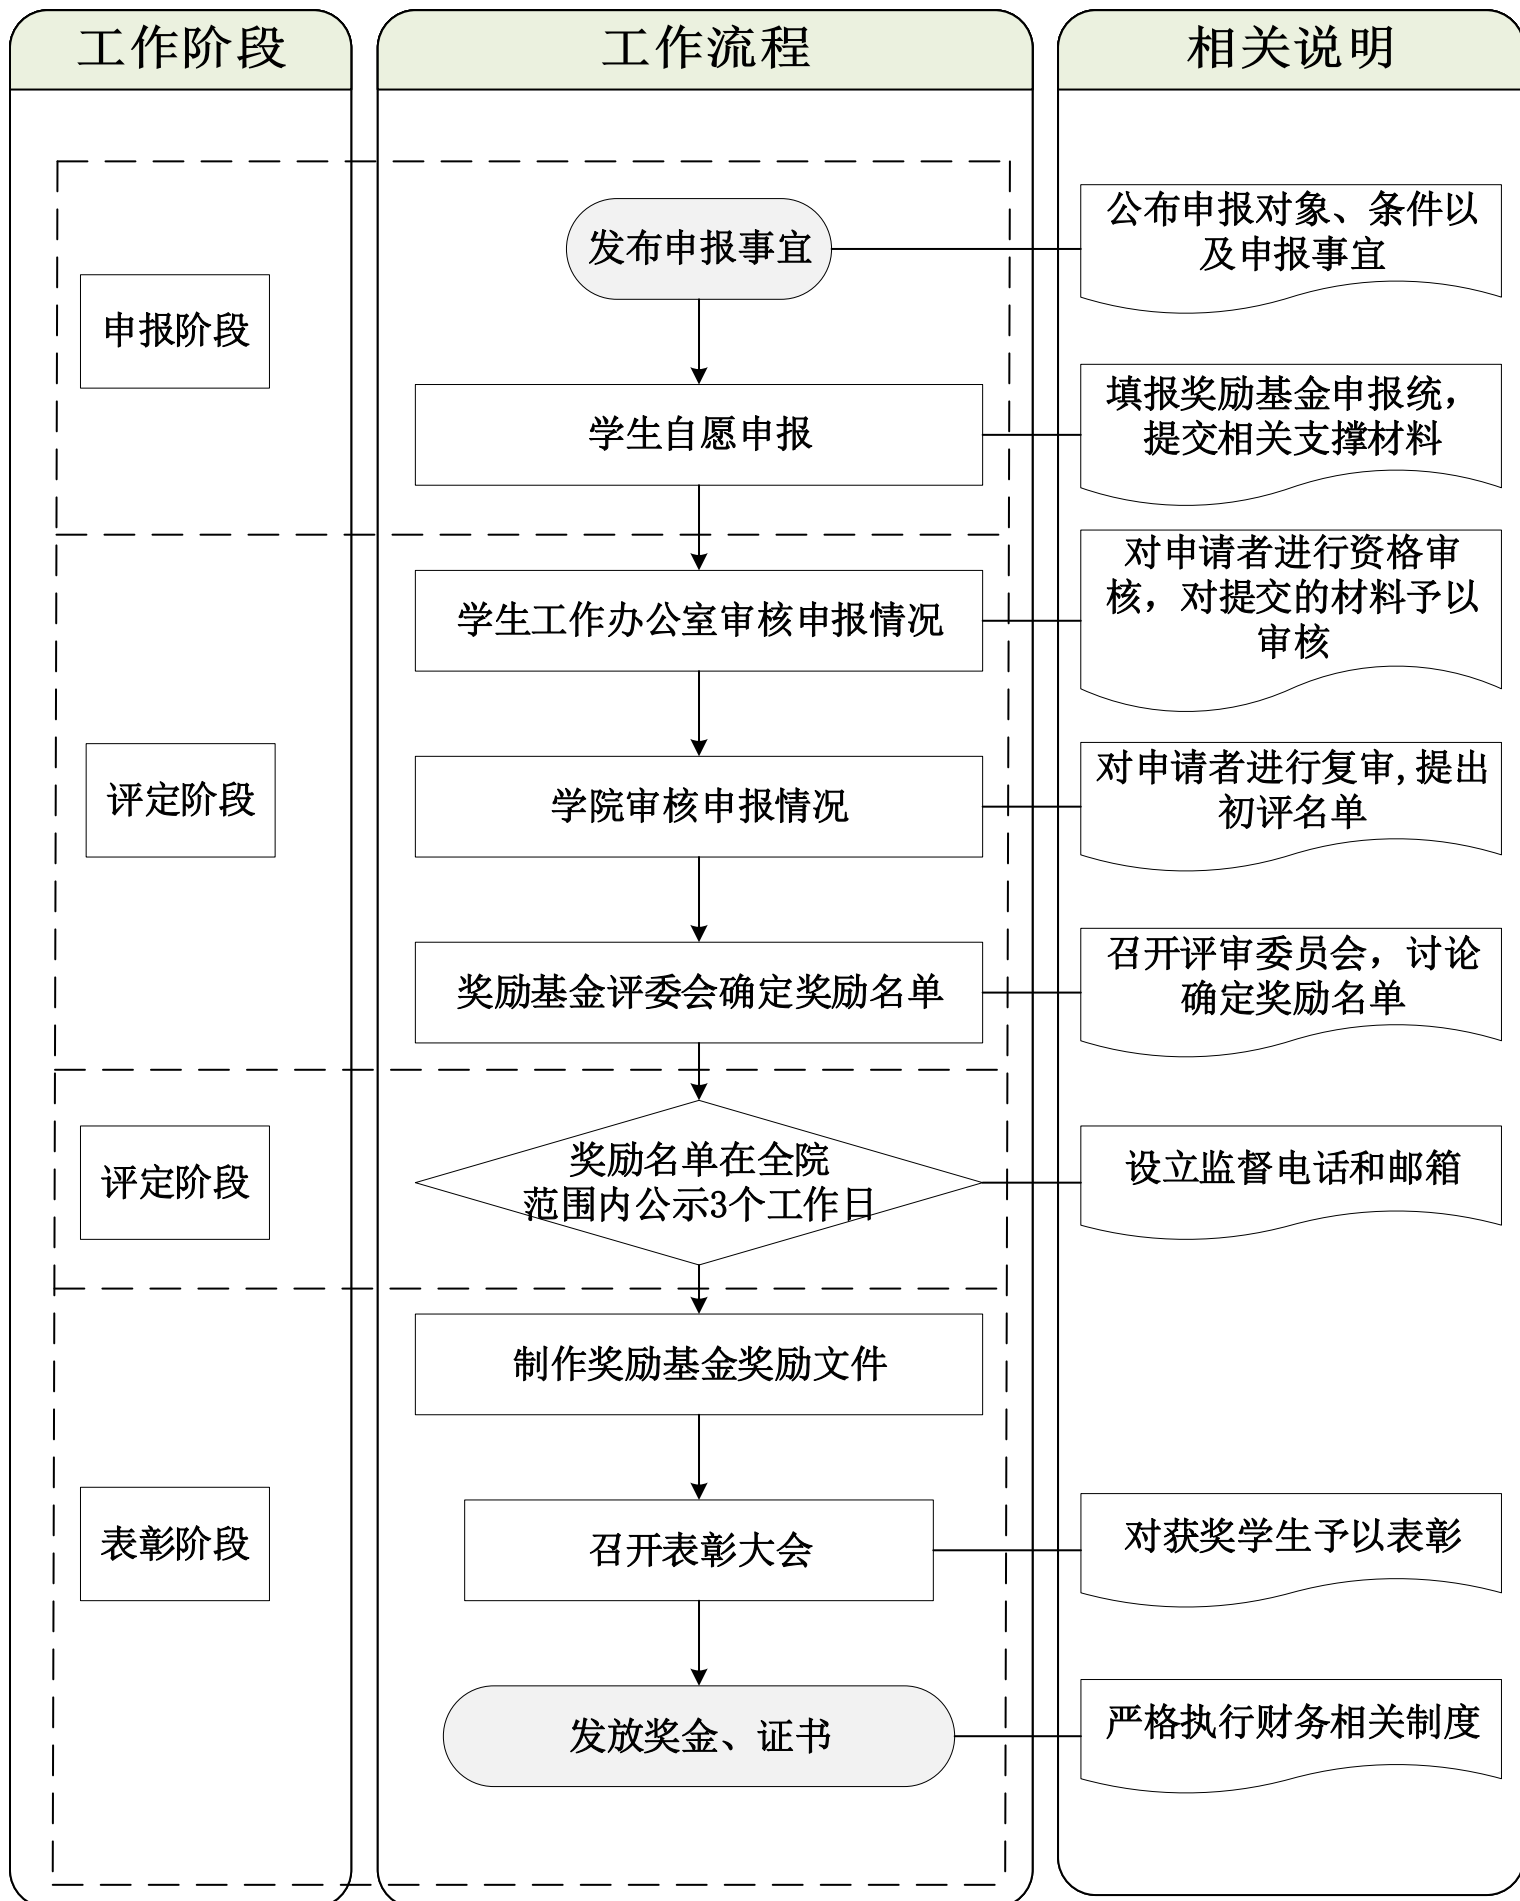 工作阶段
工作流程
相关说明
申报阶段
发布申报事宜
公布申报对象、条件以
及申报事宜
学生自愿申报
填报奖励基金申报统，
提交相关支撑材料
评定阶段
学生工作办公室审核申报情况
对申请者进行资格审
核，对提交的材料予以
审核
学院审核申报情况
对申请者进行复审,提出
初评名单
奖励基金评委会确定奖励名单
召开评审委员会，讨论
确定奖励名单
评定阶段
奖励名单在全院
范围内公示3个工作日
设立监督电话和邮箱
表彰阶段
制作奖励基金奖励文件
召开表彰大会
对获奖学生予以表彰
发放奖金、证书
严格执行财务相关制度